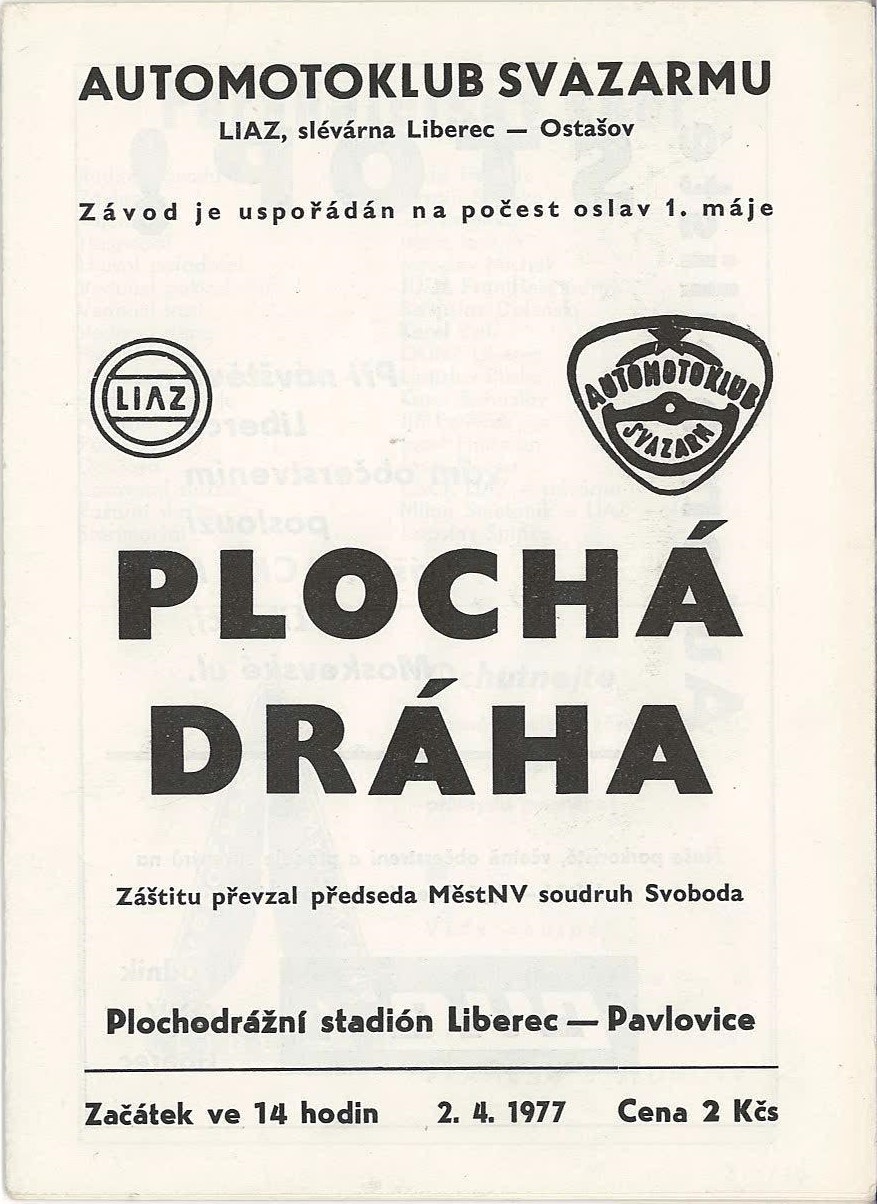 AUTOMOTOKLUB SVAZARMU
LIAZ, slévárna Liberec — Ostašov
Závod je uspořádán na počest oslav 1. máje
LIAZ
AUTOMOTOKLUB
SVAZARM
PLOCHÁ
DRÁHA
Záštitu převzal předseda MěstNV soudruh Svoboda
Plochodrážní stadión Liberec — Pavlovice
Začátek ve 14 hodin 2. 4. 1977 Cena 2 Kčs